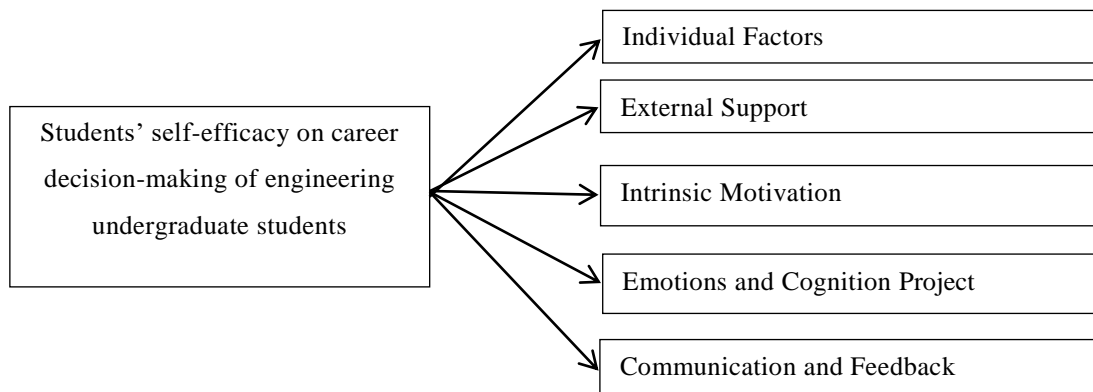 Students’ self-efficacy on career
decision-making of engineering
undergraduate students
Individual Factors
External Support
Intrinsic Motivation
Emotions and Cognition Project
Communication and Feedback